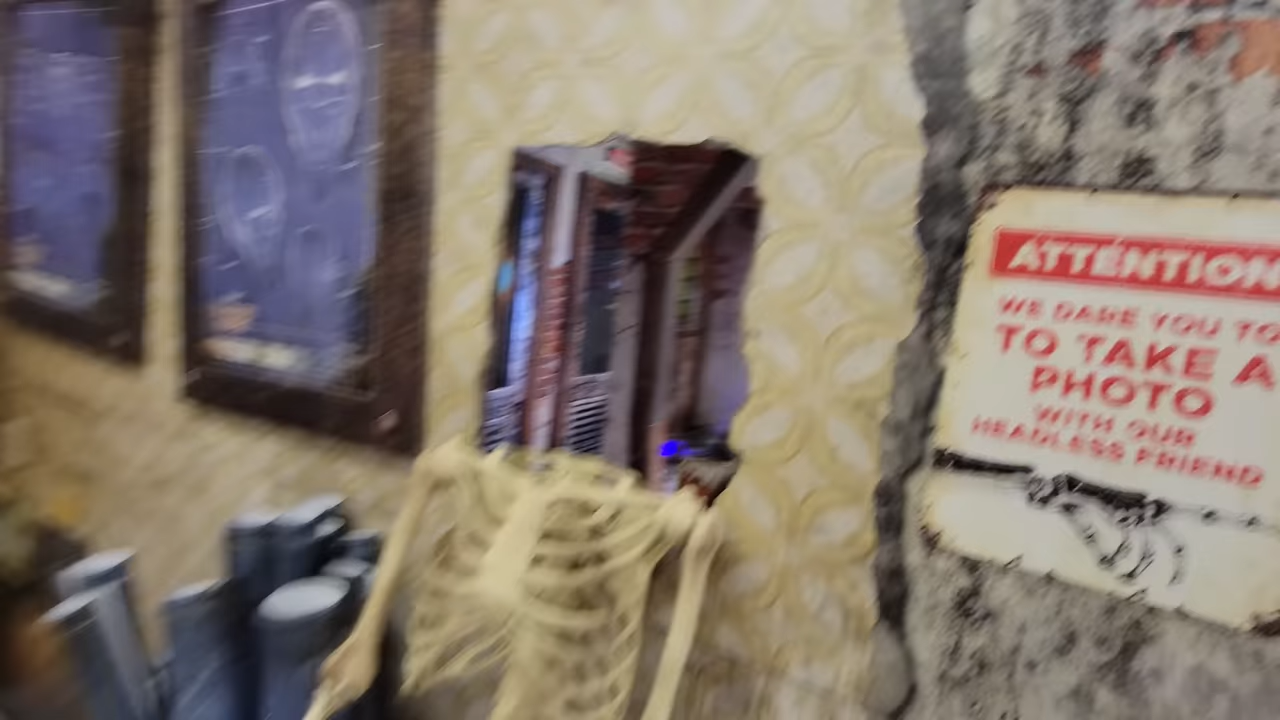 ATTENTION
WE DARE YOU TO
TO TAKE A
PHOTO
WITH OUR
HEADLESS FRIEND